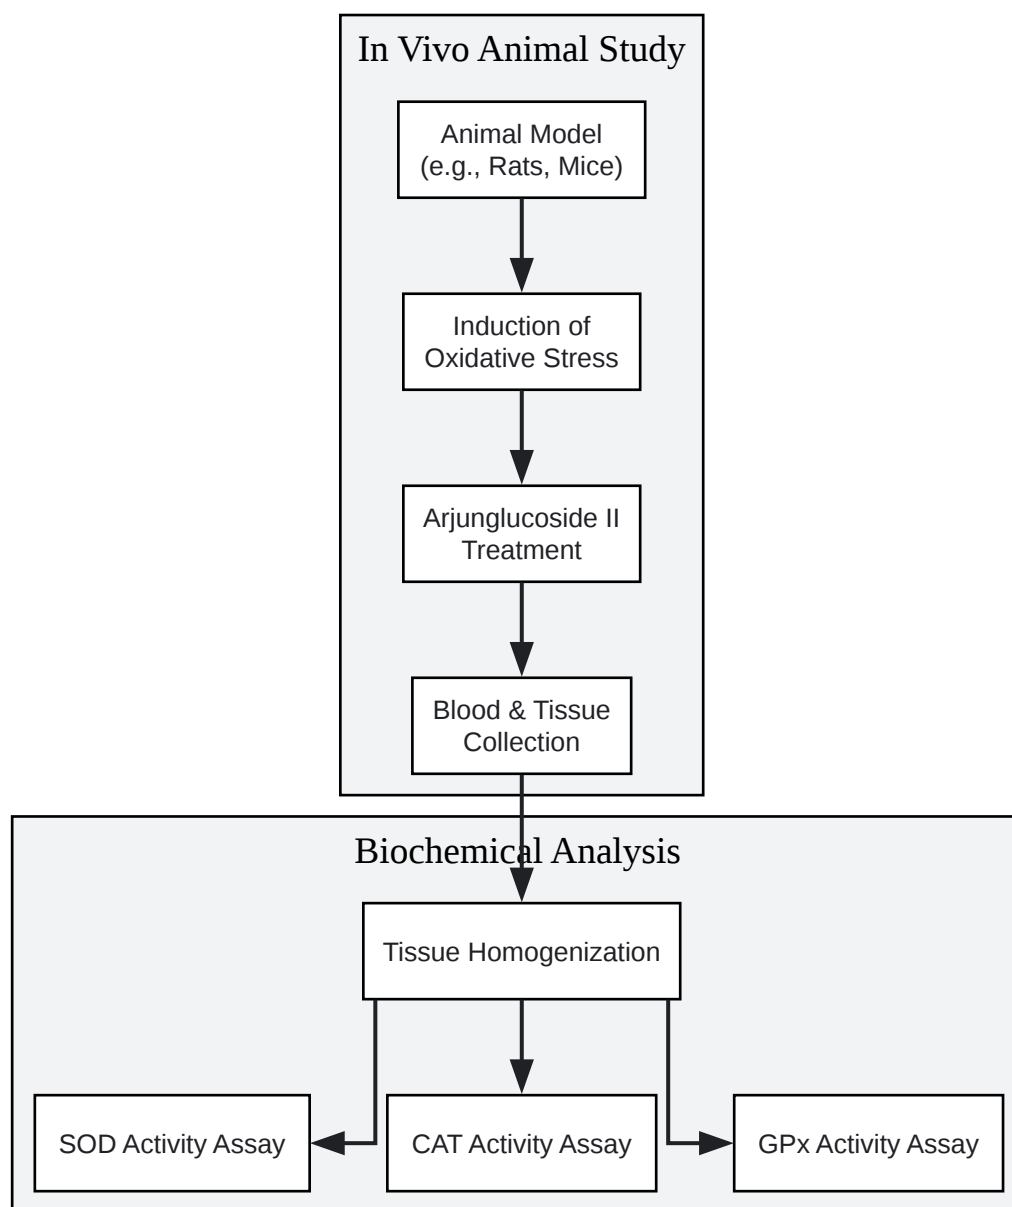 In Vivo Animal Study
Animal Model
(e.g., Rats, Mice)
Induction of
Oxidative Stress
Arjunglucoside II
Treatment
Blood & Tissue
Collection
Biochemical Analysis
Tissue Homogenization
SOD Activity Assay
CAT Activity Assay
GPx Activity Assay